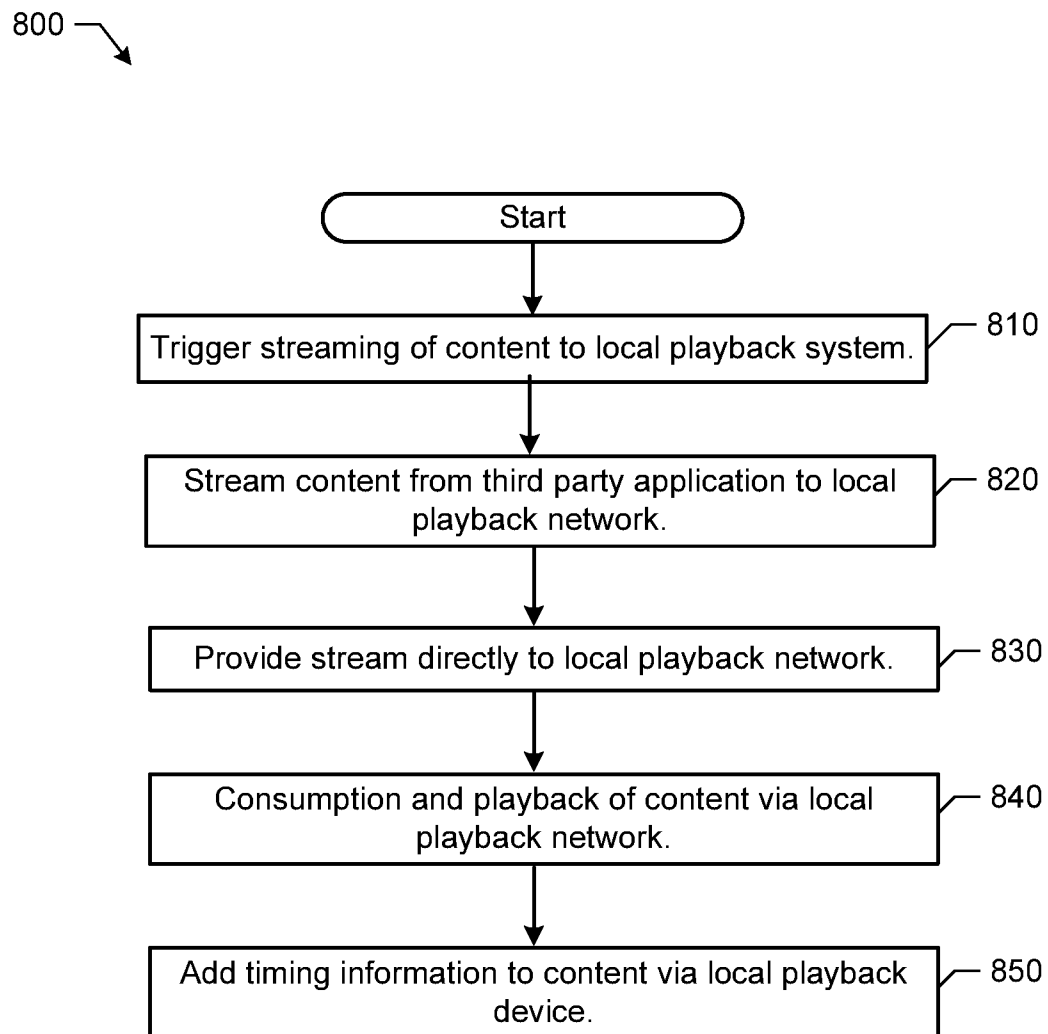 800
Start
Trigger streaming of content to local playback system.
810
Stream content from third party application to local
playback network.
820
Provide stream directly to local playback network.
830
Consumption and playback of content via local
playback network.
840
Add timing information to content via local playback
device.
850